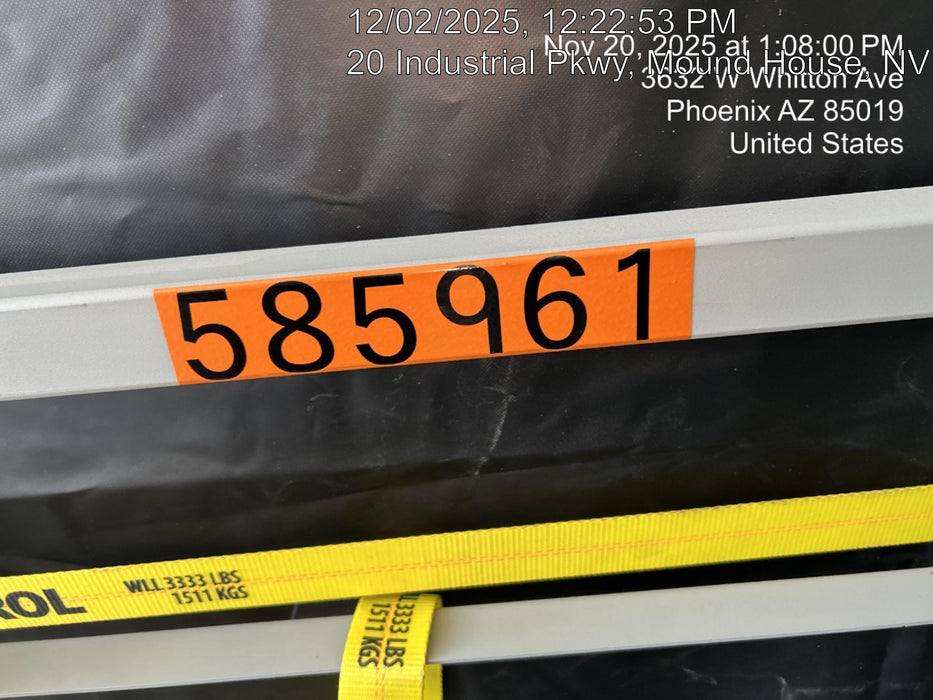 12/02/2025, 12:22:53 PM
20 Industrial Pkwy, Mound House, NV
Nov 20, 2025 at 1:08:00 PM
3632 W Whitton Ave
Phoenix AZ 85019
United States
585961
ROL
WLL 3333 LBS
1511 KGS
L 3333 LBS
1511 KGS